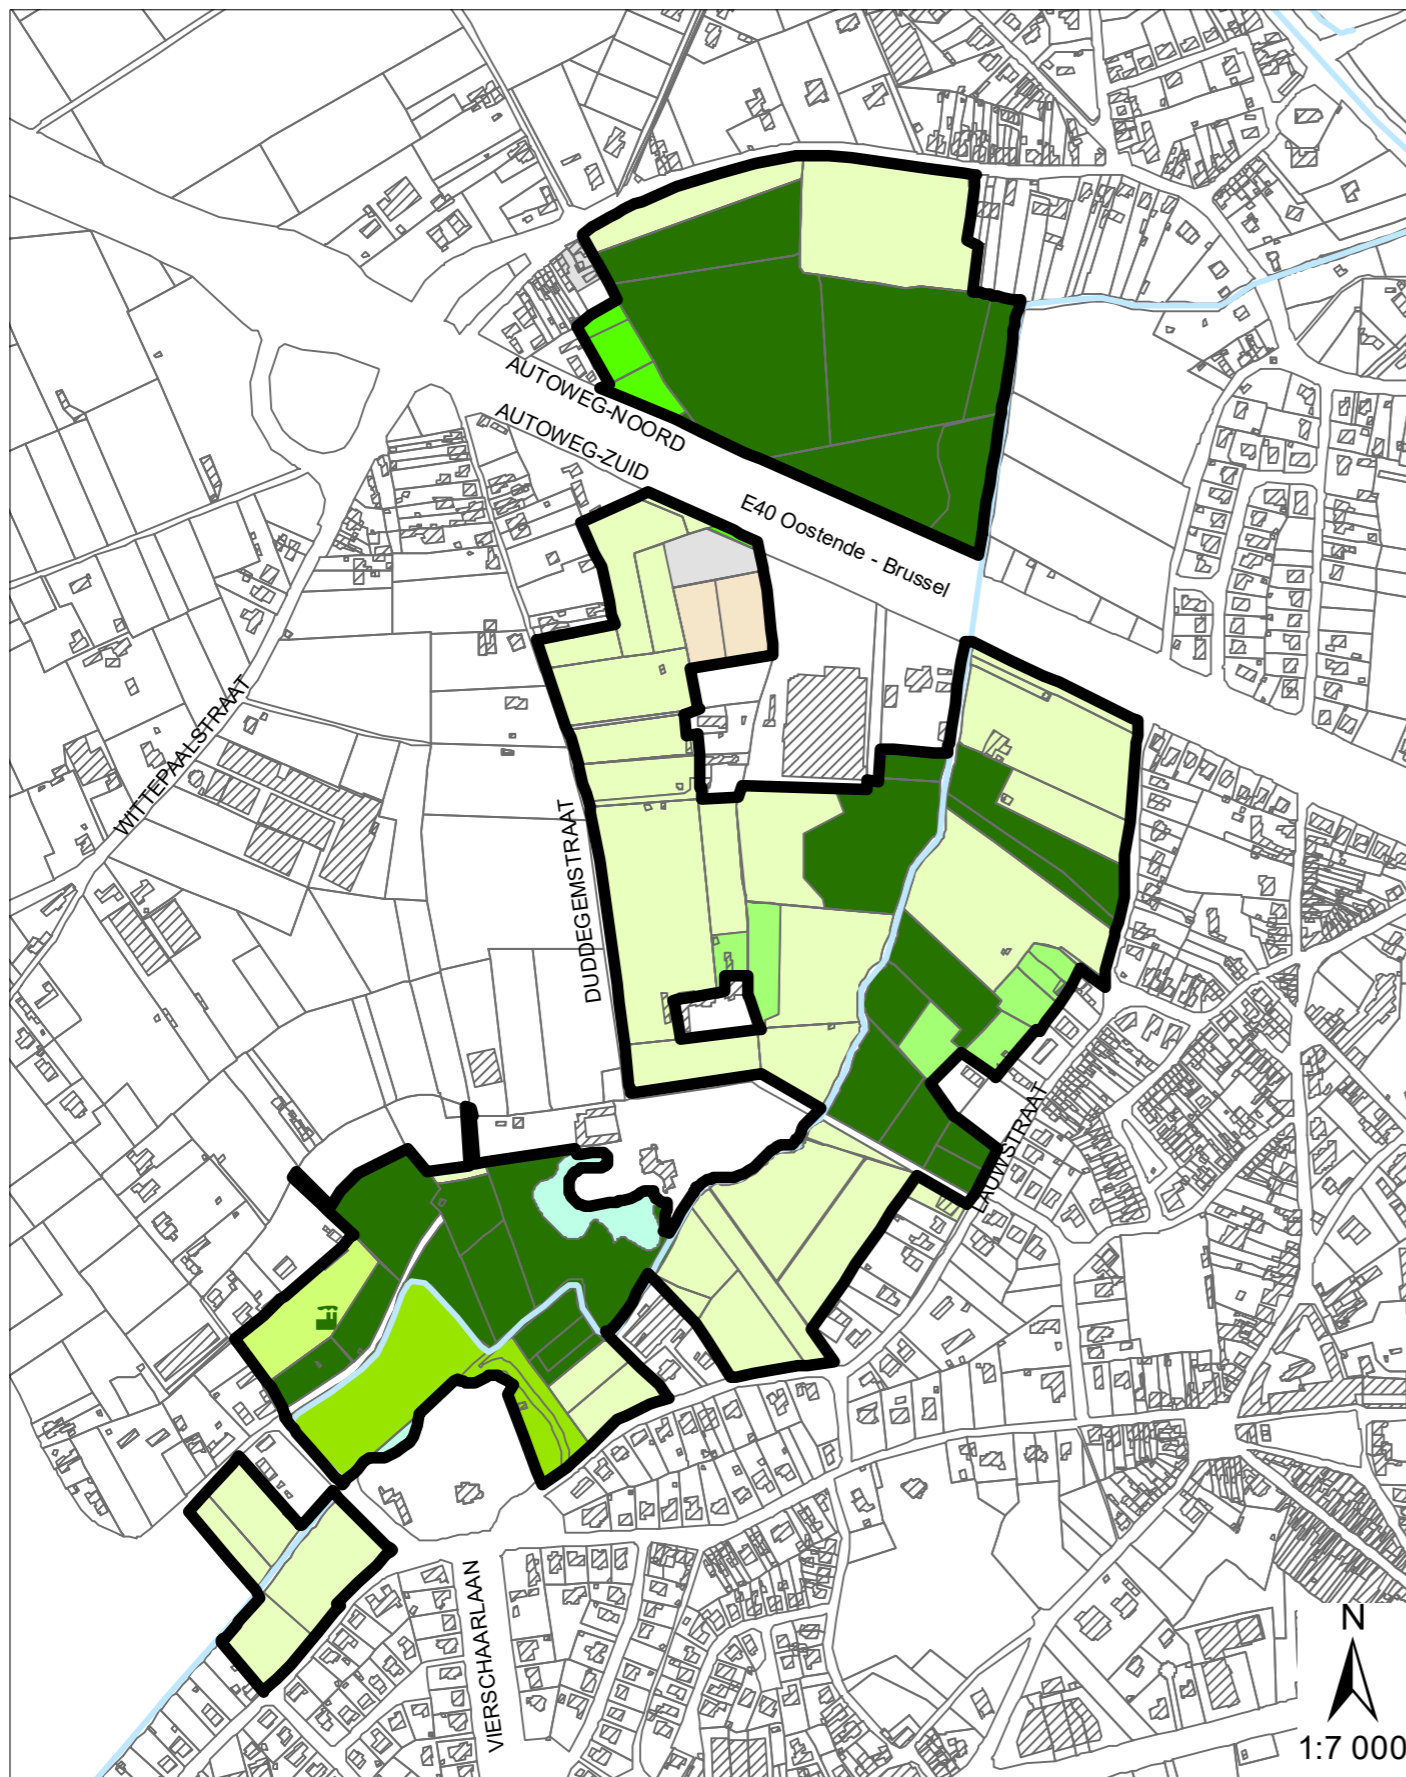 AUTOWEG-NOORD
AUTOWEG-ZUID
E40 Oostende - Brussel
WITTEPAALSTRAAT
DUDDEGEMSTRAAT
LAUWSTRAAT
VIERSCHAARLAAN
N
1:7 000